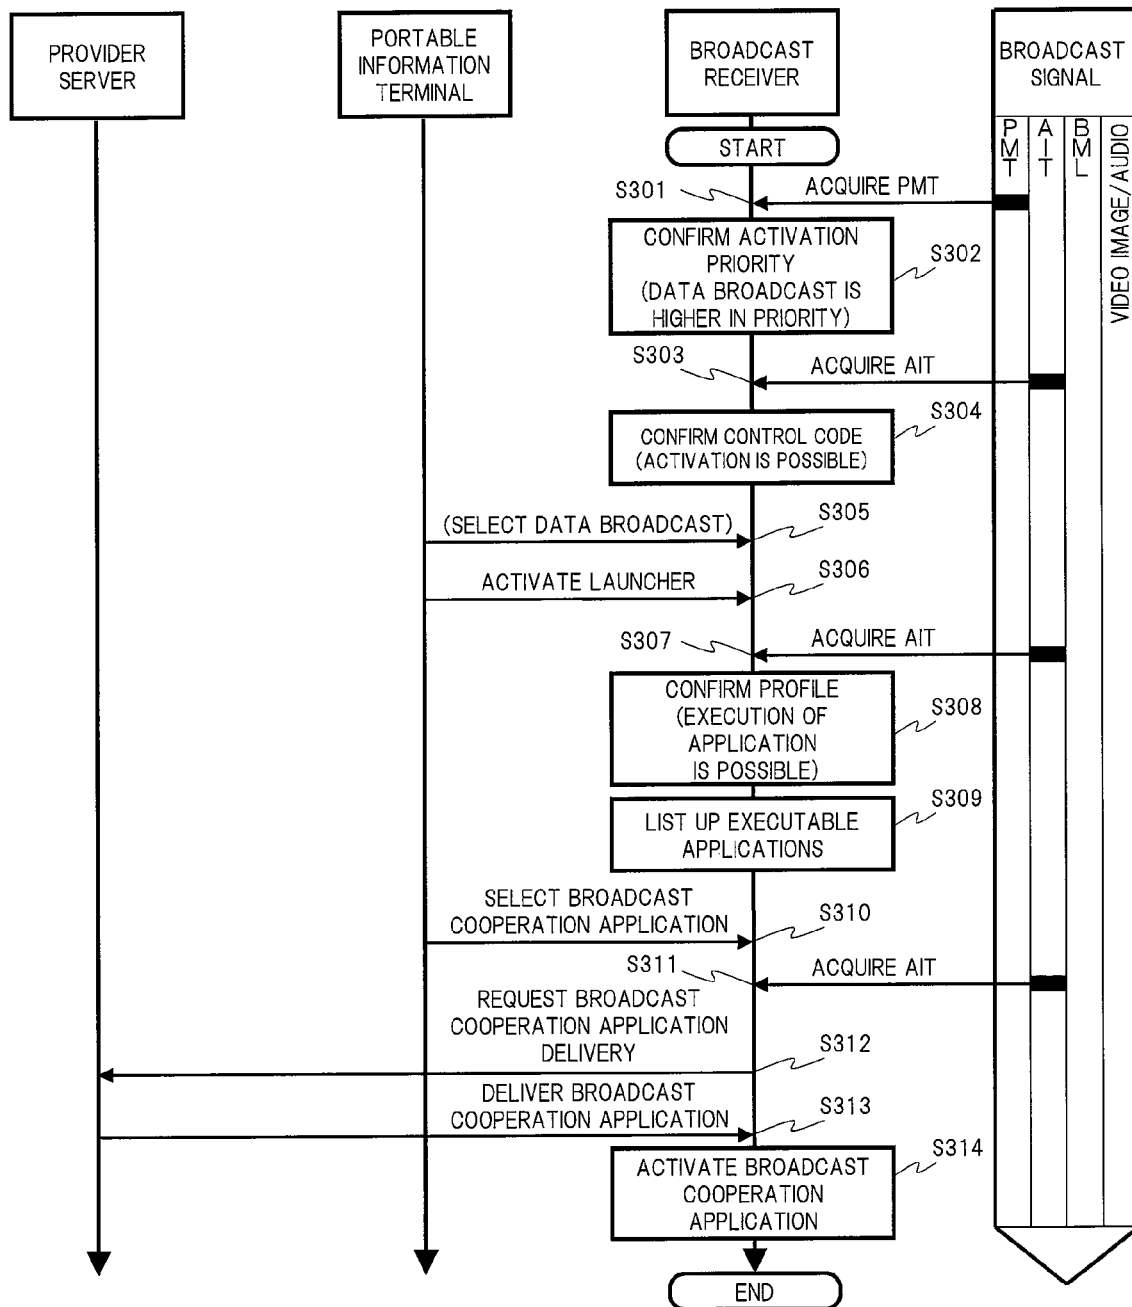 PROVIDER
SERVER
PORTABLE
INFORMATION
TERMINAL
BROADCAST
RECEIVER
BROADCAST
SIGNAL
PMT
AIT
BML
VIDEO IMAGE/AUDIO
START
S301
ACQUIRE PMT
CONFIRM ACTIVATION
PRIORITY
(DATA BROADCAST IS
HIGHER IN PRIORITY)
S302
S303
ACQUIRE AIT
CONFIRM CONTROL CODE
(ACTIVATION IS POSSIBLE)
S304
(SELECT DATA BROADCAST)
S305
ACTIVATE LAUNCHER
S306
S307
ACQUIRE AIT
CONFIRM PROFILE
(EXECUTION OF
APPLICATION
IS POSSIBLE)
S308
LIST UP EXECUTABLE
APPLICATIONS
S309
SELECT BROADCAST
COOPERATION APPLICATION
S310
S311
ACQUIRE AIT
REQUEST BROADCAST
COOPERATION APPLICATION
DELIVERY
S312
DELIVER BROADCAST
COOPERATION APPLICATION
S313
ACTIVATE BROADCAST
COOPERATION
APPLICATION
S314
END